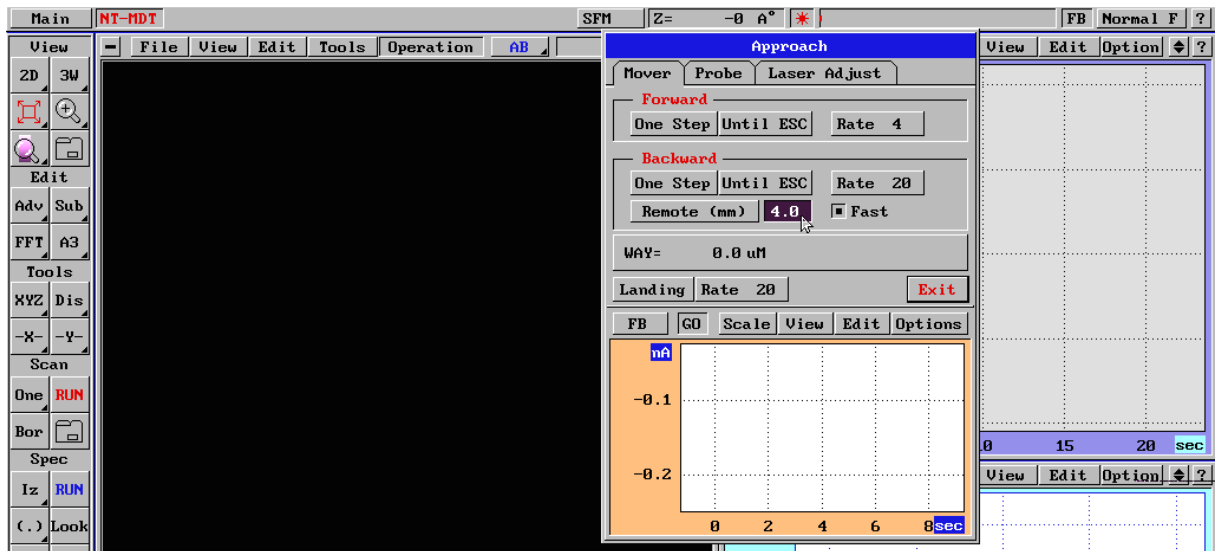 Main NT-MDT SFM Z= -0 A° FB Normal F ?
View File View Edit Tools Operation AB Approach View Edit Option ?
2D 3W Mover Probe Laser Adjust
Forward
One Step Until ESC Rate 4
Backward
Edit One Step Until ESC Rate 20
Adv Sub Remote (mm) 4.0 Fast
FFT A3 WAY= 0.0 uM
Tools
XYZ Dis Landing Rate 20 Exit
-X- -Y- FB GO Scale View Edit Options
Scan nA
One RUN -0.1
Bor
Spec 15 20 sec
-0.2 View Edit Option ?
Iz RUN
(.) Look 0 2 4 6 8 sec